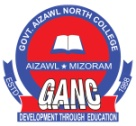 GOVT. AIZAWL NORTH COLLEGE
AIZAWL ★ MIZORAM
ESTD.
1988
GANC
DEVELOPMENT THROUGH EDUCATION